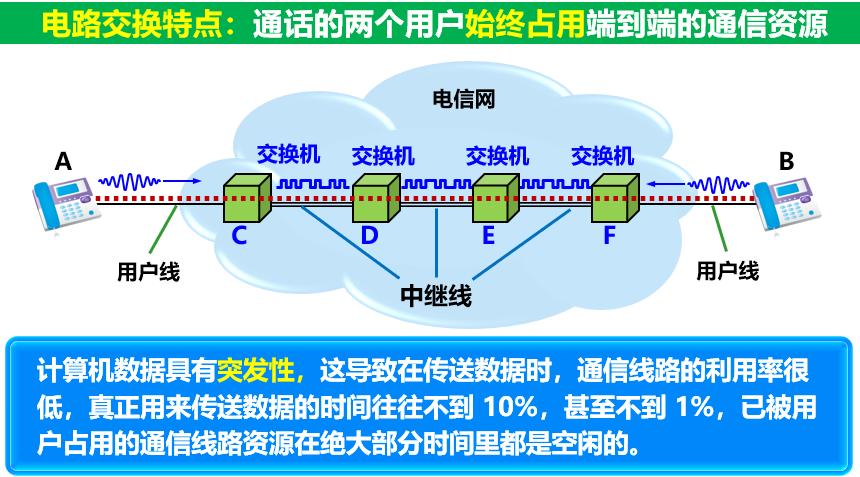 电路交换特点：通话的两个用户始终占用端到端的通信资源
电信网
A
交换机
交换机
交换机
交换机
B
C
D
E
F
用户线
中继线
用户线
计算机数据具有突发性，这导致在传送数据时，通信线路的利用率很
低，真正用来传送数据的时间往往不到 10%，甚至不到 1%，已被用
户占用的通信线路资源在绝大部分时间里都是空闲的。